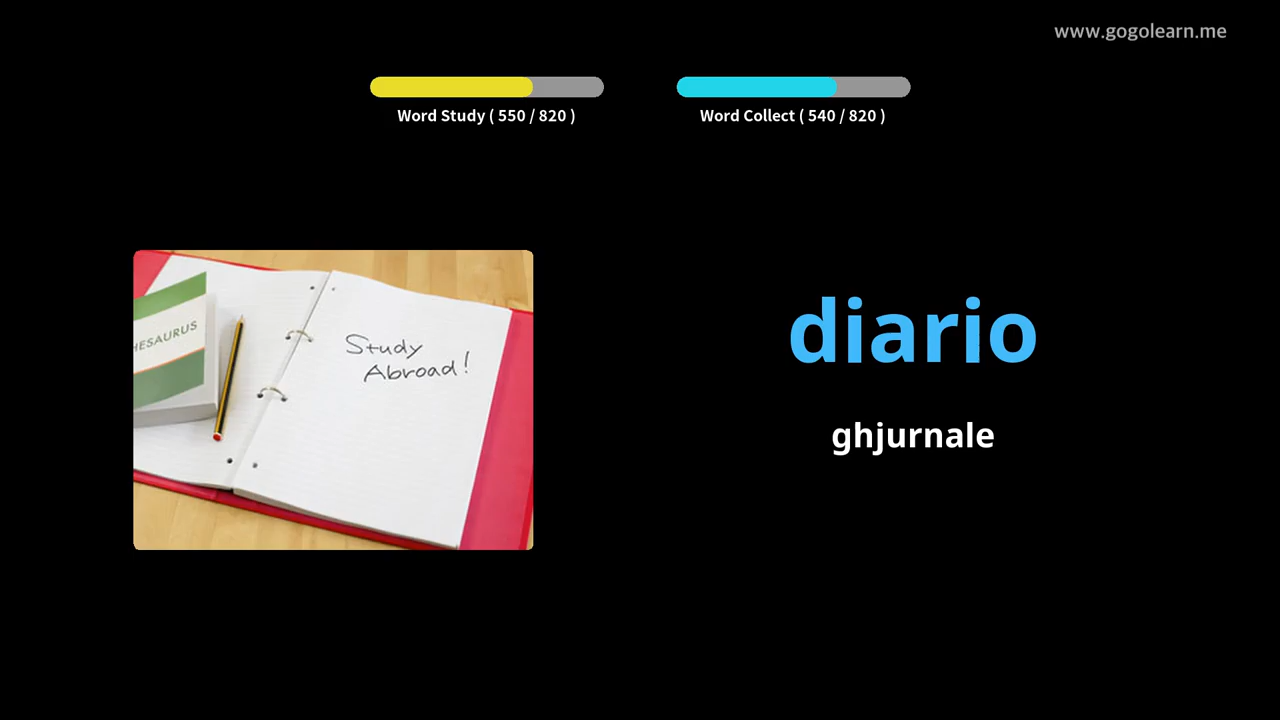 www.gogolearn.me
Word Study ( 550 / 820 )
Word Collect ( 540 / 820 )
HESAURUS
Study
Abroad!
diario
ghjurnale